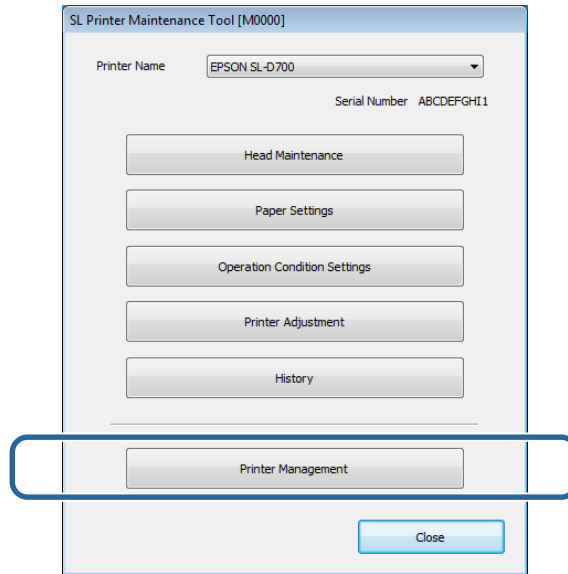 SL Printer Maintenance Tool [M0000]
Printer Name EPSON SL-D700
Serial Number ABCDEFGHI1
Head Maintenance
Paper Settings
Operation Condition Settings
Printer Adjustment
History
Printer Management
Close